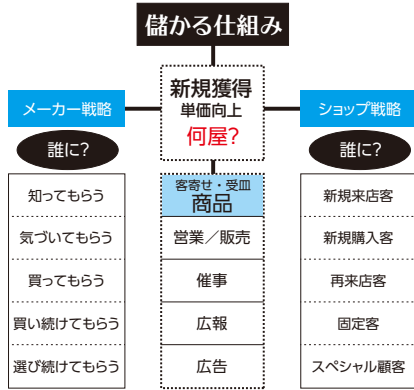 儲かる仕組み
新規獲得
単価向上
何屋?
メーカー戦略
誰に?
知ってもらう
気づいてもらう
買ってもらう
買い続けてもらう
選び続けてもらう
客寄せ・受皿
商品
営業／販売
催事
広報
広告
ショップ戦略
誰に?
新規来店客
新規購入客
再来店客
固定客
スペシャル顧客